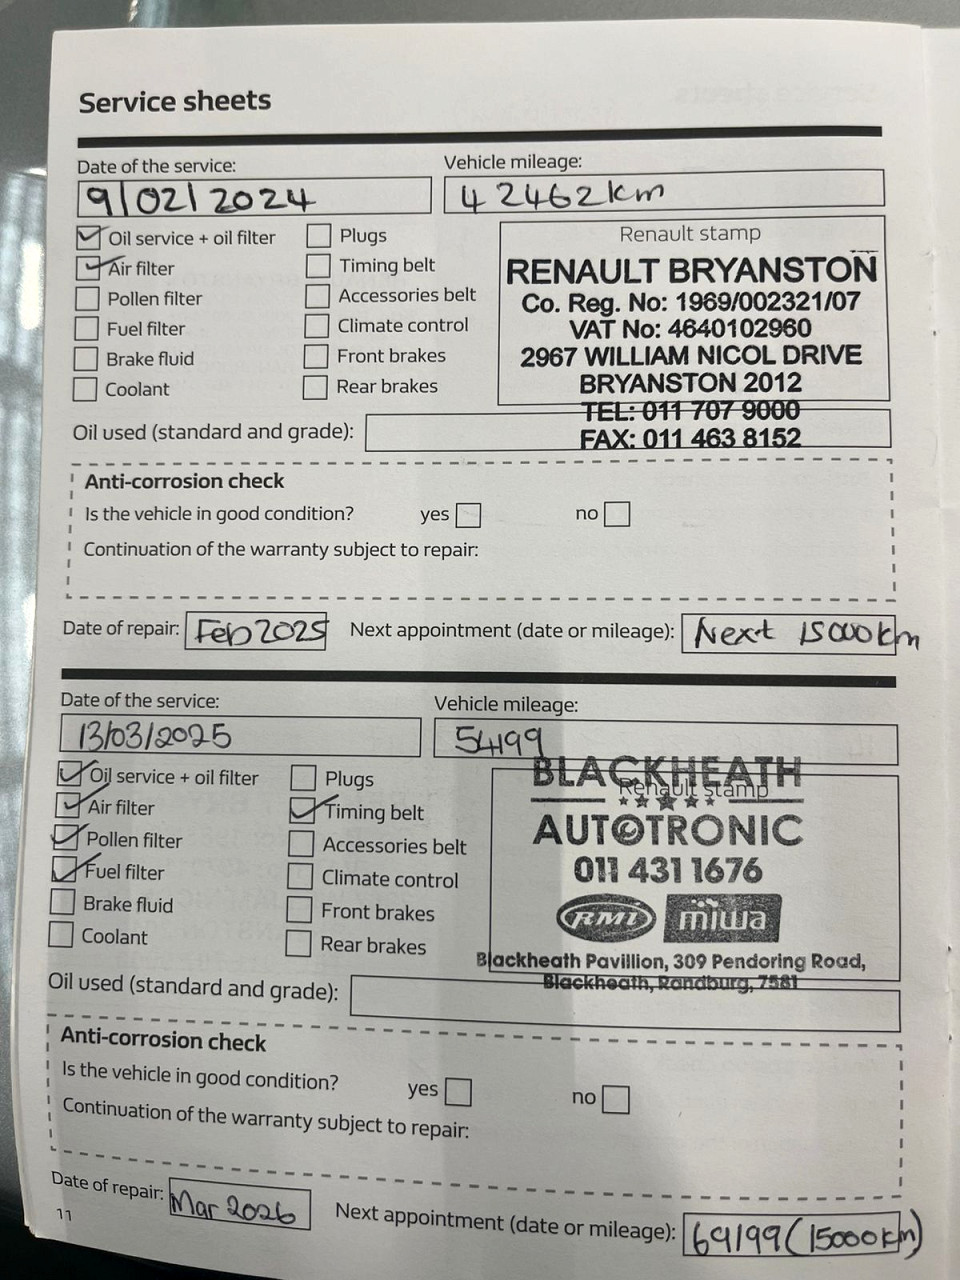 Service sheets
Date of the service: Vehicle mileage:
9/02/2024 42462km
Oil service + oil filter Plugs Renault stamp
Air filter Timing belt RENAULT BRYANSTON
Pollen filter Accessories belt Co. Reg. No: 1969/002321/07
Fuel filter Climate control VAT No: 4640102960
Brake fluid Front brakes 2967 WILLIAM NICOL DRIVE
Coolant Rear brakes BRYANSTON 2012
TEL: 011 707 9000
Oil used (standard and grade): FAX: 011 463 8152
Anti-corrosion check
Is the vehicle in good condition? yes no
Continuation of the warranty subject to repair:
Date of repair: Feb 2025 Next appointment (date or mileage): Next 15000km
Date of the service: Vehicle mileage:
13/03/2025 54199
Oil service + oil filter Plugs BLACKHEATH
Renault stamp
Air filter Timing belt AUTOTRONIC
Pollen filter Accessories belt 011 431 1676
Fuel filter Climate control RMI miwa
Brake fluid Front brakes
Coolant Rear brakes Blackheath Pavillion, 309 Pendoring Road,
Blackheath, Randburg, 7581
Oil used (standard and grade):
Anti-corrosion check
Is the vehicle in good condition? yes no
Continuation of the warranty subject to repair:
Date of repair: Mar 2026 Next appointment (date or mileage): 69199 (15000km)
11